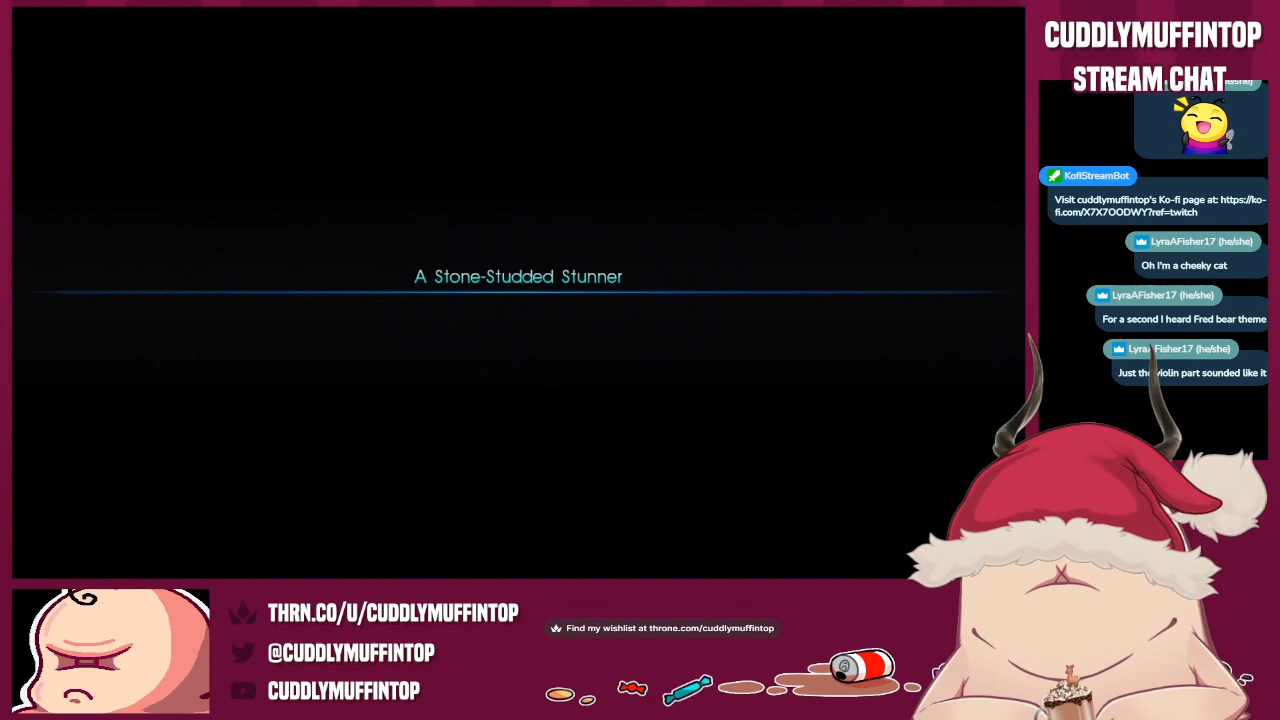 CUDDLYMUFFINTOP
STREAM CHAT
KofiStreamBot
Visit cuddlymuffintop's Ko-fi page at: https://ko-
fi.com/X7X7OODWY?ref=twitch
LyraAFisher17 (he/she)
Oh I'm a cheeky cat
LyraAFisher17 (he/she)
For a second I heard Fred bear theme
LyraAFisher17 (he/she)
Just the violin part sounded like it
A Stone-Studded Stunner
THRN.CO/U/CUDDLYMUFFINTOP
@CUDDLYMUFFINTOP
CUDDLYMUFFINTOP
Find my wishlist at throne.com/cuddlymuffintop